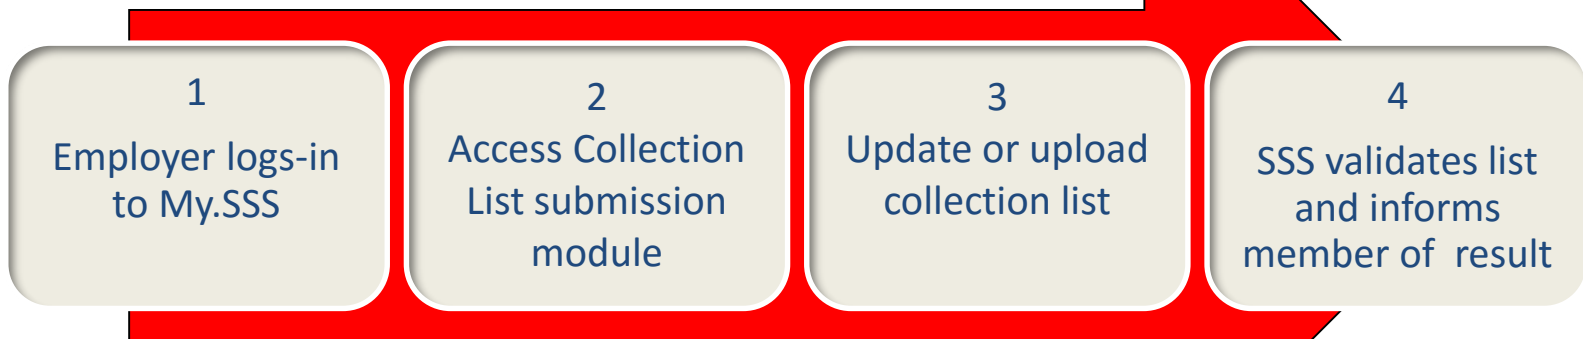 1
Employer logs-in
to My.SSS
2
Access Collection
List submission
module
3
Update or upload
collection list
4
SSS validates list
and informs
member of  result